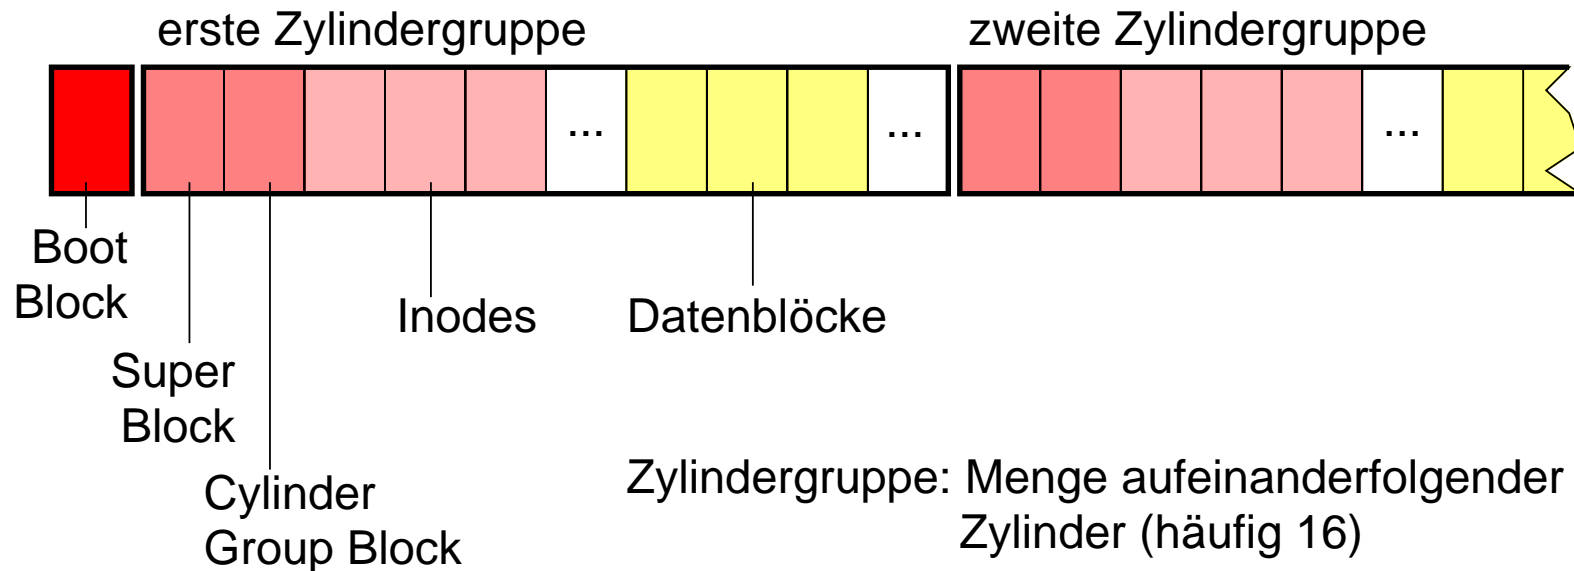 erste Zylindergruppe
zweite Zylindergruppe
...
...
...
Boot
Block
Inodes
Datenblöcke
Super
Block
Cylinder
Group Block
Zylindergruppe: Menge aufeinanderfolgender
Zylinder (häufig 16)